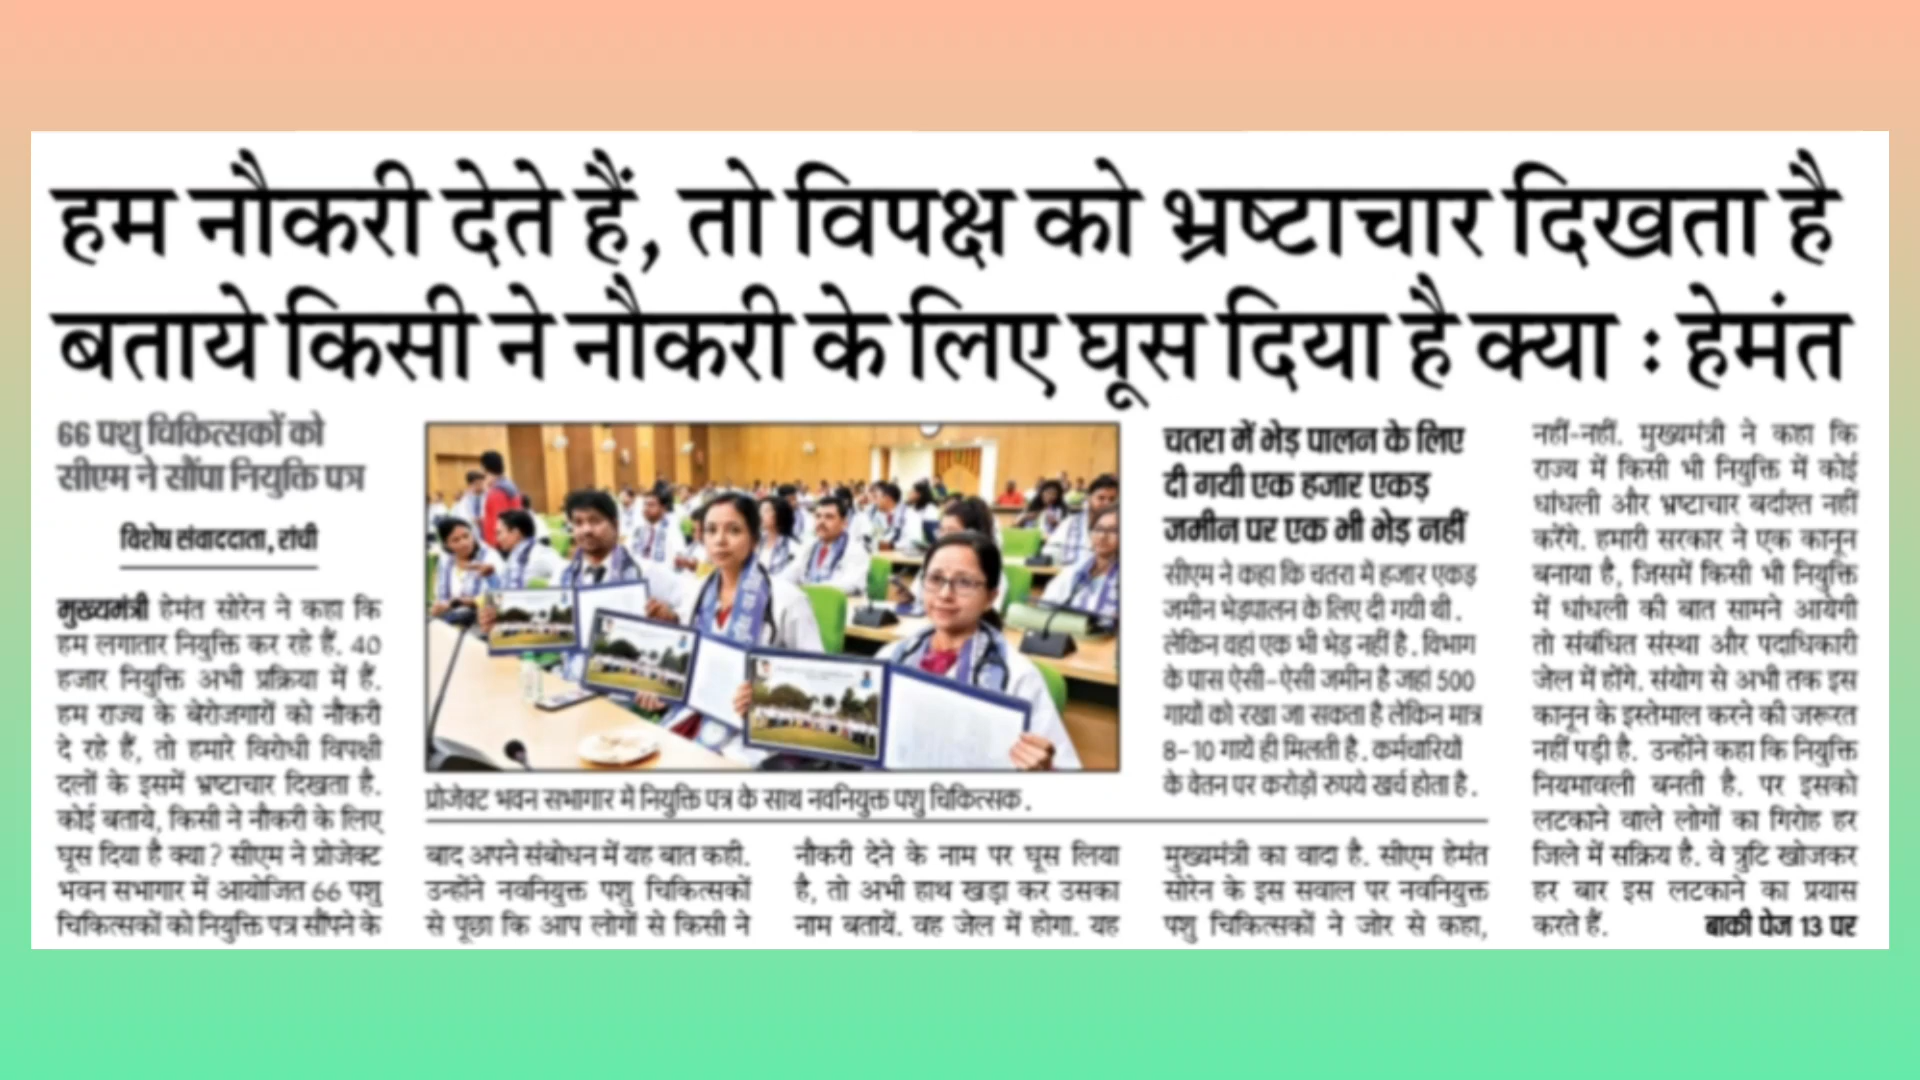 हम नौकरी देते हैं, तो विपक्ष को भ्रष्टाचार दिखता है
बताये किसी ने नौकरी के लिए घूस दिया है क्या : हेमंत
66 पशु चिकित्सकों को
सीएम ने सौंपा नियुक्ति पत्र
विशेष संवाददाता, रांची
मुख्यमंत्री हेमंत सोरेन ने कहा कि
हम लगातार नियुक्ति कर रहे हैं. 40
हजार नियुक्ति अभी प्रक्रिया में हैं.
हम राज्य के बेरोजगारों को नौकरी
दे रहे हैं, तो हमारे विरोधी विपक्षी
दलों के इसमें भ्रष्टाचार दिखता है.
कोई बताये, किसी ने नौकरी के लिए
घूस दिया है क्या? सीएम ने प्रोजेक्ट
भवन सभागार में आयोजित 66 पशु
चिकित्सकों को नियुक्ति पत्र सौंपने के
प्रोजेक्ट भवन सभागार में नियुक्ति पत्र के साथ नवनियुक्त पशु चिकित्सक.
बाद अपने संबोधन में यह बात कही.
उन्होंने नवनियुक्त पशु चिकित्सकों
से पूछा कि आप लोगों से किसी ने
नौकरी देने के नाम पर घूस लिया
है, तो अभी हाथ खड़ा कर उसका
नाम बतायें. वह जेल में होगा. यह
चतरा में भेड़ पालन के लिए
दी गयी एक हजार एकड़
जमीन पर एक भी भेड़ नहीं
सीएम ने कहा कि चतरा में हजार एकड़
जमीन भेड़पालन के लिए दी गयी थी.
लेकिन वहां एक भी भेड़ नहीं है. विभाग
के पास ऐसी-ऐसी जमीन है जहां 500
गायों को रखा जा सकता है लेकिन मात्र
8-10 गायें ही मिलती है. कर्मचारियों
के वेतन पर करोड़ों रुपये खर्च होता है.
मुख्यमंत्री का वादा है. सीएम हेमंत
सोरेन के इस सवाल पर नवनियुक्त
पशु चिकित्सकों ने जोर से कहा,
नहीं-नहीं. मुख्यमंत्री ने कहा कि
राज्य में किसी भी नियुक्ति में कोई
धांधली और भ्रष्टाचार बर्दाश्त नहीं
करेंगे. हमारी सरकार ने एक कानून
बनाया है, जिसमें किसी भी नियुक्ति
में धांधली की बात सामने आयेगी
तो संबंधित संस्था और पदाधिकारी
जेल में होंगे. संयोग से अभी तक इस
कानून के इस्तेमाल करने की जरूरत
नहीं पड़ी है. उन्होंने कहा कि नियुक्ति
नियमावली बनती है. पर इसको
लटकाने वाले लोगों का गिरोह हर
जिले में सक्रिय है. वे त्रुटि खोजकर
हर बार इस लटकाने का प्रयास
करते हैं. बाकी पेज 13 पर